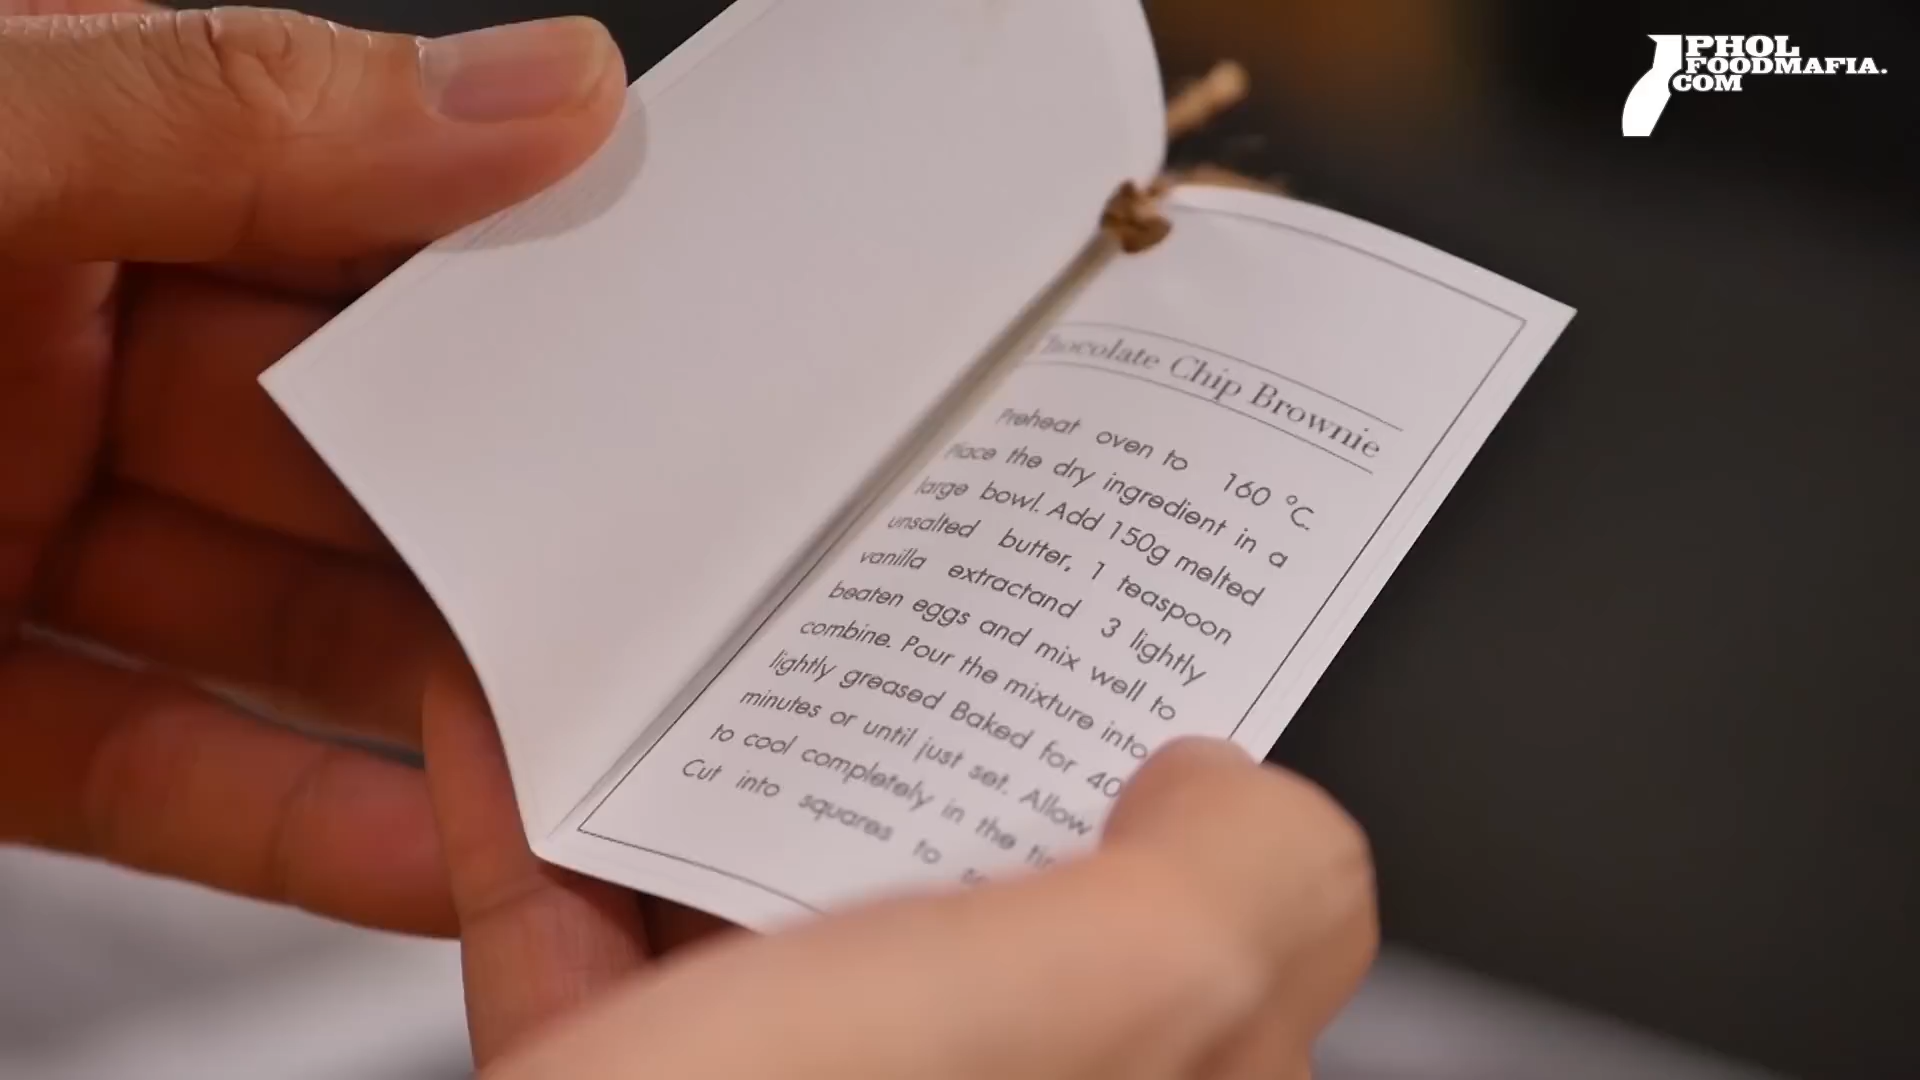 PHOL
FOODMAFIA.
COM
Chocolate Chip Brownie
Preheat oven to 160 °C.
Place the dry ingredient in a
large bowl. Add 150g melted
unsalted butter, 1 teaspoon
vanilla extractand 3 lightly
beaten eggs and mix well to
combine. Pour the mixture into
lightly greased Baked for 40
minutes or until just set. Allow
to cool completely in the
Cut into squares to